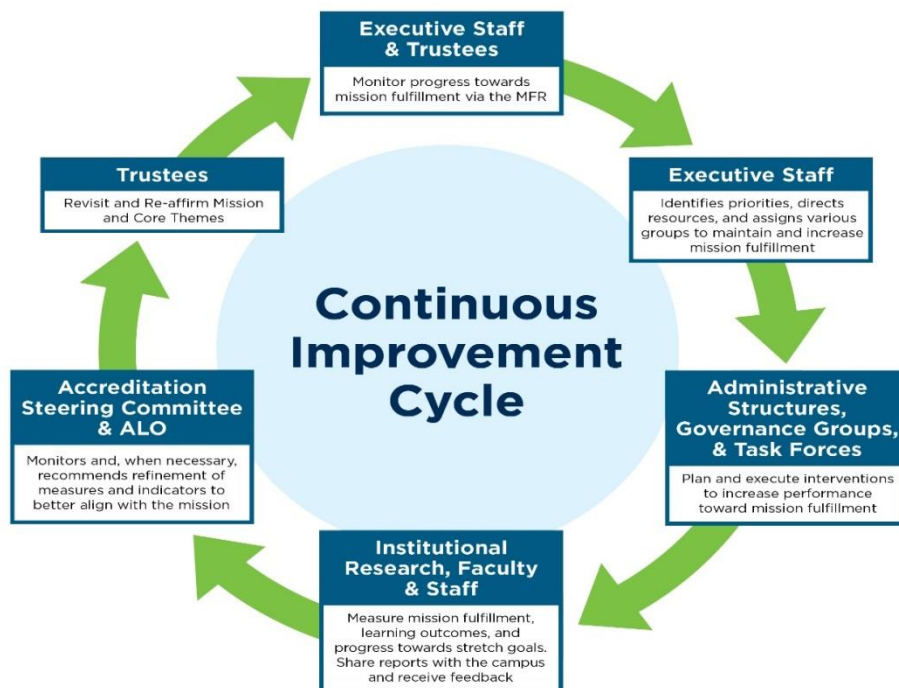 Executive Staff
& Trustees
Monitor progress towards
mission fulfillment via the MFR
Executive Staff
Identifies priorities, directs
resources, and assigns various
groups to maintain and increase
mission fulfillment
Administrative
Structures,
Governance Groups,
& Task Forces
Plan and execute interventions
to increase performance
toward mission fulfillment
Institutional
Research, Faculty
& Staff
Measure mission fulfillment,
learning outcomes, and
progress towards stretch goals.
Share reports with the campus
and receive feedback
Accreditation
Steering Committee
& ALO
Monitors and, when necessary,
recommends refinement of
measures and indicators to
better align with the mission
Trustees
Revisit and Re-affirm Mission
and Core Themes
Continuous
Improvement
Cycle